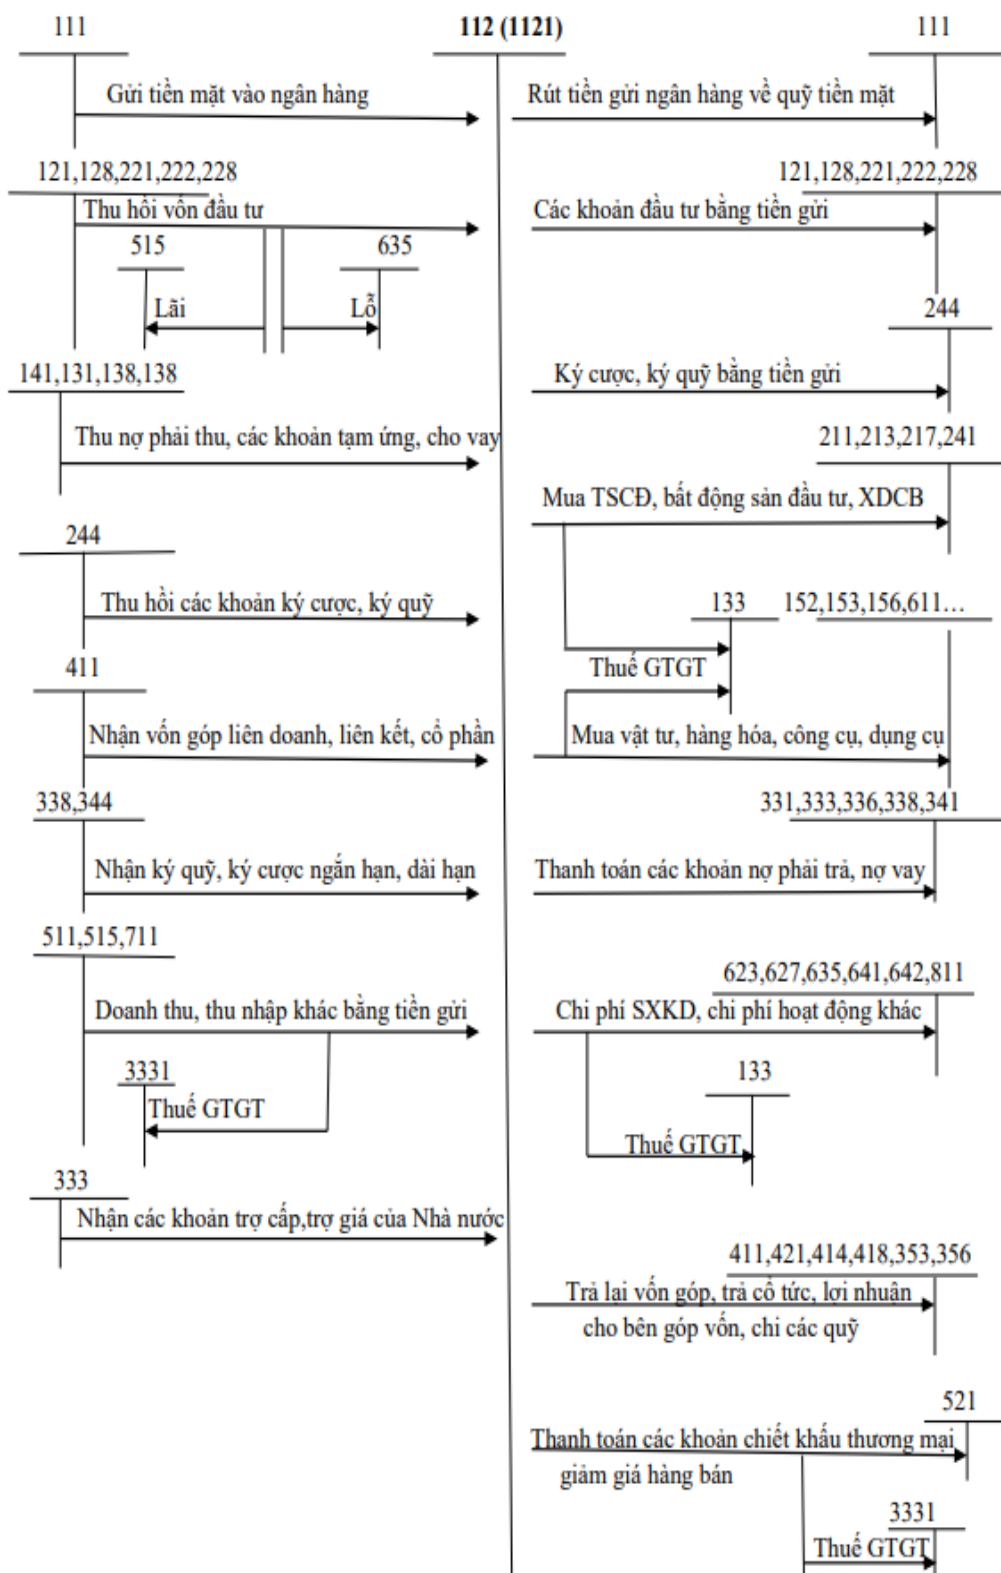 111
112 (1121)
111
Gửi tiền mặt vào ngân hàng
Rút tiền gửi ngân hàng về quỹ tiền mặt
121,128,221,222,228
121,128,221,222,228
Thu hồi vốn đầu tư
Các khoản đầu tư bằng tiền gửi
515
635
Lãi
Lỗ
244
141,131,138,138
Ký cược, ký quỹ bằng tiền gửi
Thu nợ phải thu, các khoản tạm ứng, cho vay
211,213,217,241
Mua TSCĐ, bất động sản đầu tư, XDCB
244
Thu hồi các khoản ký cược, ký quỹ
133
152,153,156,611...
Thuế GTGT
411
Nhận vốn góp liên doanh, liên kết, cổ phần
Mua vật tư, hàng hóa, công cụ, dụng cụ
338,344
331,333,336,338,341
Nhận ký quỹ, ký cược ngắn hạn, dài hạn
Thanh toán các khoản nợ phải trả, nợ vay
511,515,711
623,627,635,641,642,811
Doanh thu, thu nhập khác bằng tiền gửi
Chi phí SXKD, chi phí hoạt động khác
3331
133
Thuế GTGT
Thuế GTGT
333
Nhận các khoản trợ cấp,trợ giá của Nhà nước
411,421,414,418,353,356
Trả lại vốn góp, trả cổ tức, lợi nhuận
cho bên góp vốn, chi các quỹ
521
Thanh toán các khoản chiết khấu thương mại
giảm giá hàng bán
3331
Thuế GTGT